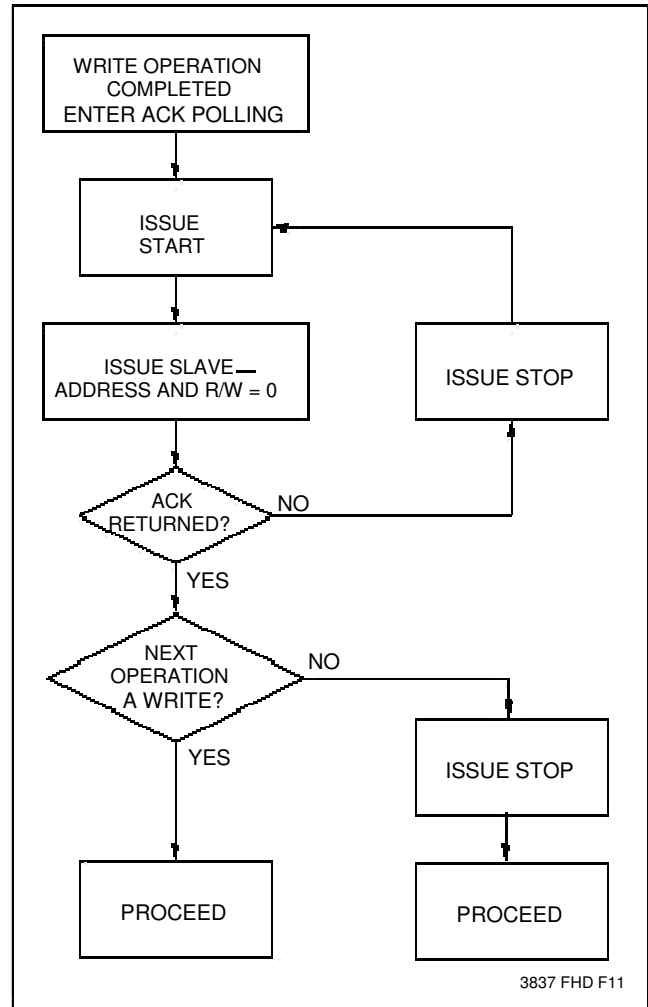 WRITE OPERATION
COMPLETED
ENTER ACK POLLING
ISSUE
START
ISSUE SLAVE
ADDRESS AND R/W = 0
ISSUE STOP
ACK
RETURNED?
NO
YES
NEXT
OPERATION
A WRITE?
NO
YES
ISSUE STOP
PROCEED
PROCEED
3837 FHD F11